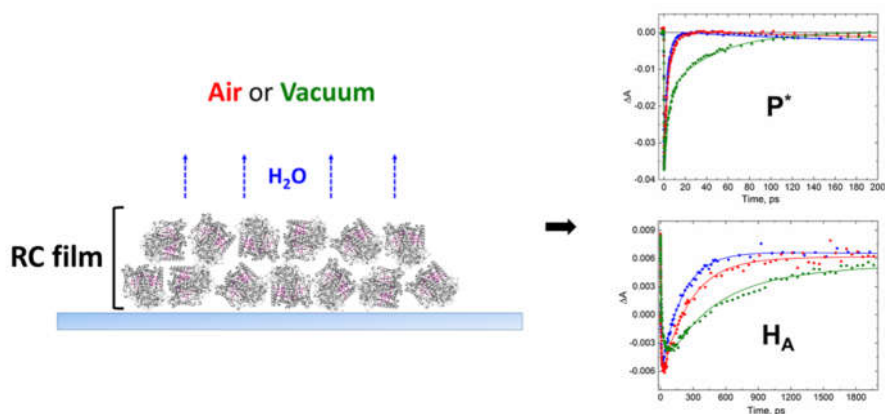 Air or Vacuum
H₂O
RC film
0.00
-0.01
-0.02
-0.03
-0.04
ΔA
P*
0 20 40 60 80 100 120 140 160 180 200
Time, ps
0.009
0.006
0.003
0.000
-0.003
-0.006
ΔA
H_A
0 300 600 900 1200 1500 1800
Time, ps